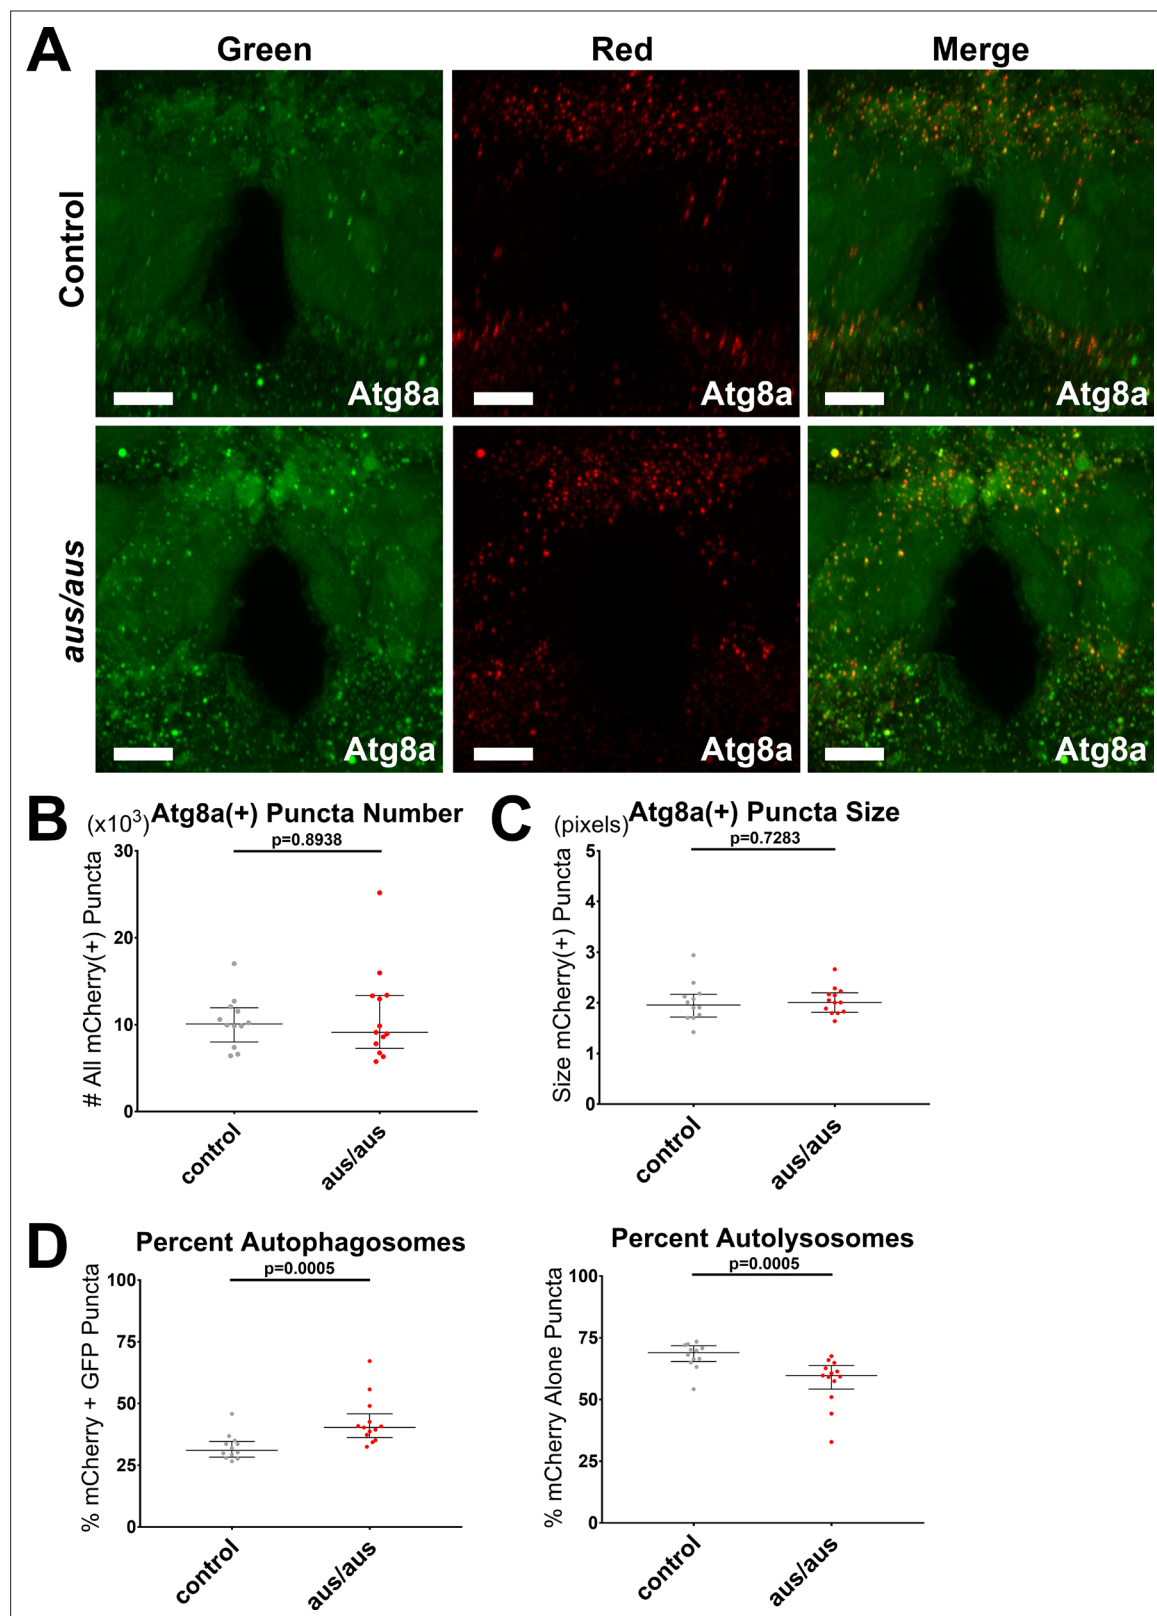 A
Green
Red
Merge
Control
Atg8a
Atg8a
Atg8a
aus/aus
Atg8a
Atg8a
Atg8a
B
(x10³)
Atg8a(+) Puncta Number
p=0.8938
# All mCherry(+) Puncta
30
20
10
0
control
aus/aus
C
(pixels)
Atg8a(+) Puncta Size
p=0.7283
Size mCherry(+) Puncta
5
4
3
2
1
0
control
aus/aus
D
Percent Autophagosomes
p=0.0005
% mCherry + GFP Puncta
100
75
50
25
0
control
aus/aus
Percent Autolysosomes
p=0.0005
% mCherry Alone Puncta
100
75
50
25
0
control
aus/aus